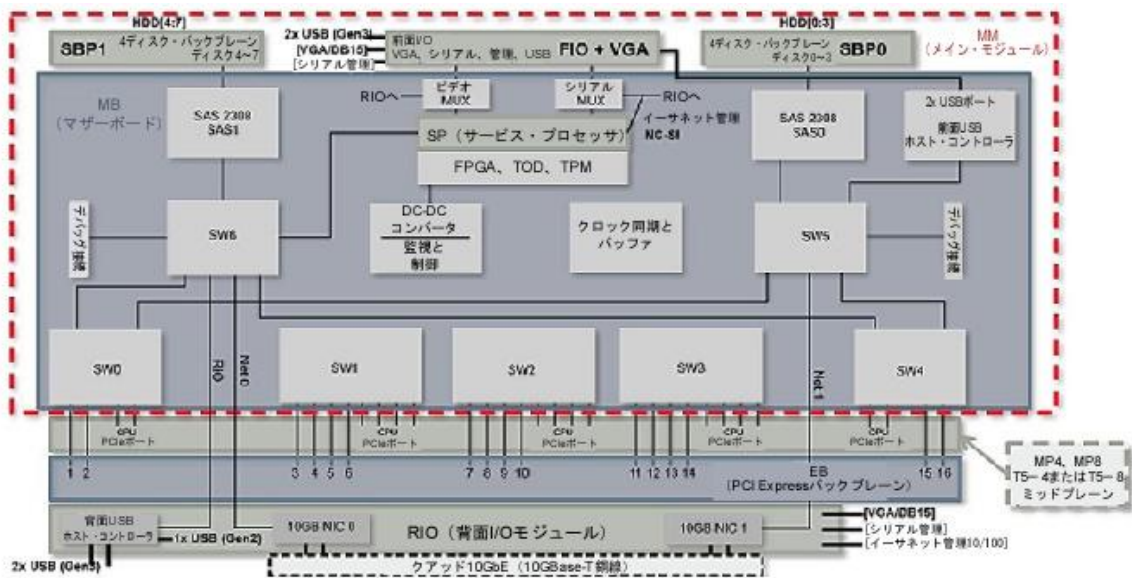 HDD[4:7]
HDD[0:3]
SBP1
4ディスク・バックプレーン
ディスク4～7
2x USB (Gen3)
[VGA/DB15]
[シリアル管理]
前面I/O
VGA、シリアル、管理、USB
FIO + VGA
4ディスク・バックプレーン
ディスク0～3
SBP0
MM
(メイン・モジュール)
MB
(マザーボード)
SAS 2308
SAS1
RIOへ
ビデオ
MUX
シリアル
MUX
RIOへ
SP（サービス・プロセッサ）
イーサネット管理
NC-SI
FPGA、TOD、TPM
SAS 2308
SAS0
2x USBポート
前面USB
ホスト・コントローラ
デバッグ接続
SW6
DC-DC
コンバータ
監視と
制御
クロック同期と
バッファ
SW5
デバッグ接続
SW0
RIO
Net 0
SW1
SW2
SW3
Net 1
SW4
CPU
PCIeポート
CPU
PCIeポート
CPU
PCIeポート
CPU
PCIeポート
CPU
PCIeポート
1 2
3 4 5 6
7 8 9 10
11 12 13 14
15 16
EB
(PCI Expressバックプレーン)
MP4、MP8
T5-4またはT5-8
ミッドプレーン
背面USB
ホスト・コントローラ
1x USB (Gen2)
2x USB (Gen3)
10GB NIC 0
RIO（背面I/Oモジュール）
10GB NIC 1
[VGA/DB15]
[シリアル管理]
[イーサネット管理10/100]
クアッド10GbE（10GBase-T銅線）